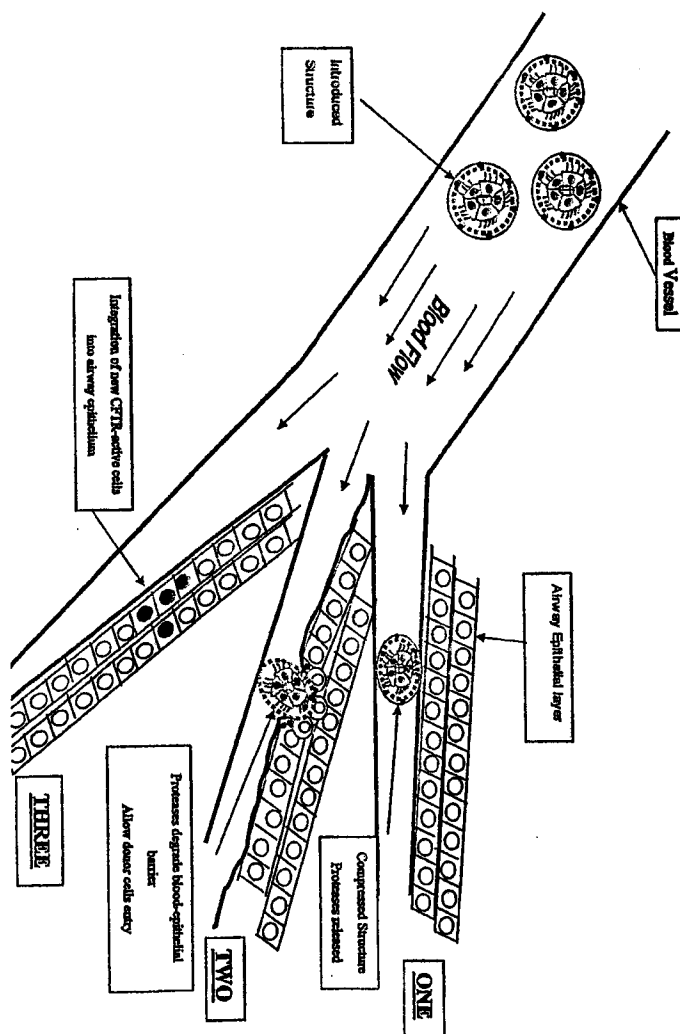 Blood Vessel
Introduced
Structure
Blood Flow
Airway Epithelial layer
ONE
Compressed Structure
Proteases released
TWO
Proteases degrade blood-epithelial
barrier
Allow donor cells entry
Integration of new CFTR-active cells
into airway epithelium
THREE